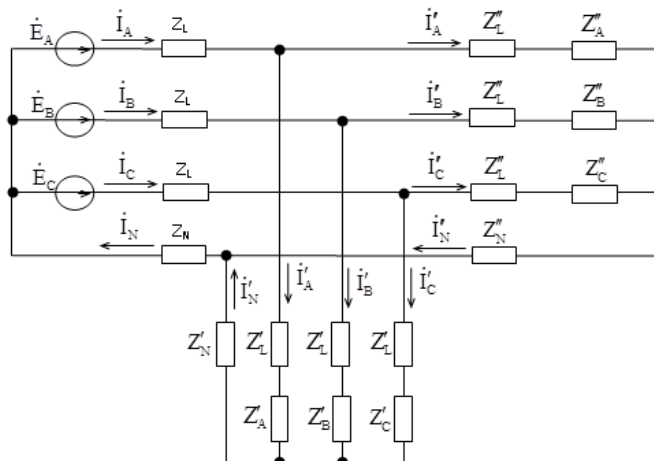 Ė_A İ_A Z_L İ″_A Z″_L Z″_A
Ė_B İ_B Z_L İ″_B Z″_L Z″_B
Ė_C İ_C Z_L İ″_C Z″_L Z″_C
İ_N Z_N İ″_N Z″_N
İ′_N İ′_A İ′_B İ′_C
Z′_N Z′_L Z′_L Z′_L
Z′_A Z′_B Z′_C